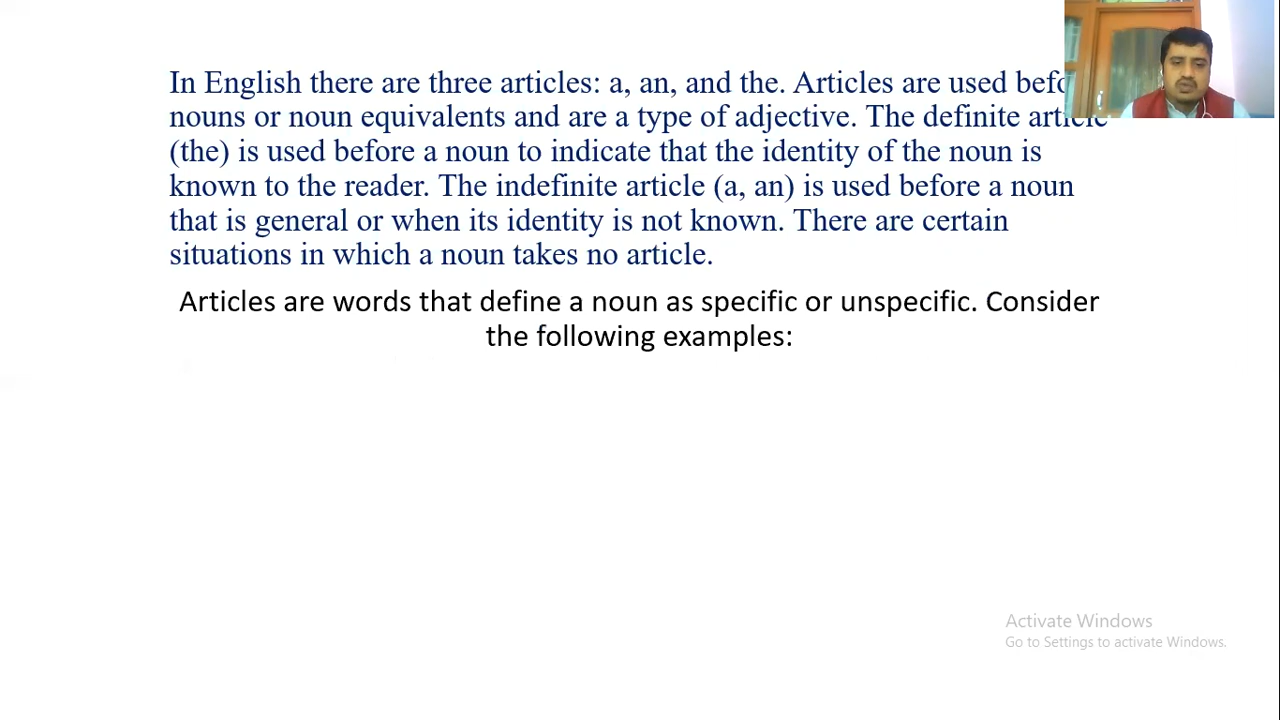 In English there are three articles: a, an, and the. Articles are used befo
nouns or noun equivalents and are a type of adjective. The definite article
(the) is used before a noun to indicate that the identity of the noun is
known to the reader. The indefinite article (a, an) is used before a noun
that is general or when its identity is not known. There are certain
situations in which a noun takes no article.
Articles are words that define a noun as specific or unspecific. Consider
the following examples:
Activate Windows
Go to Settings to activate Windows.